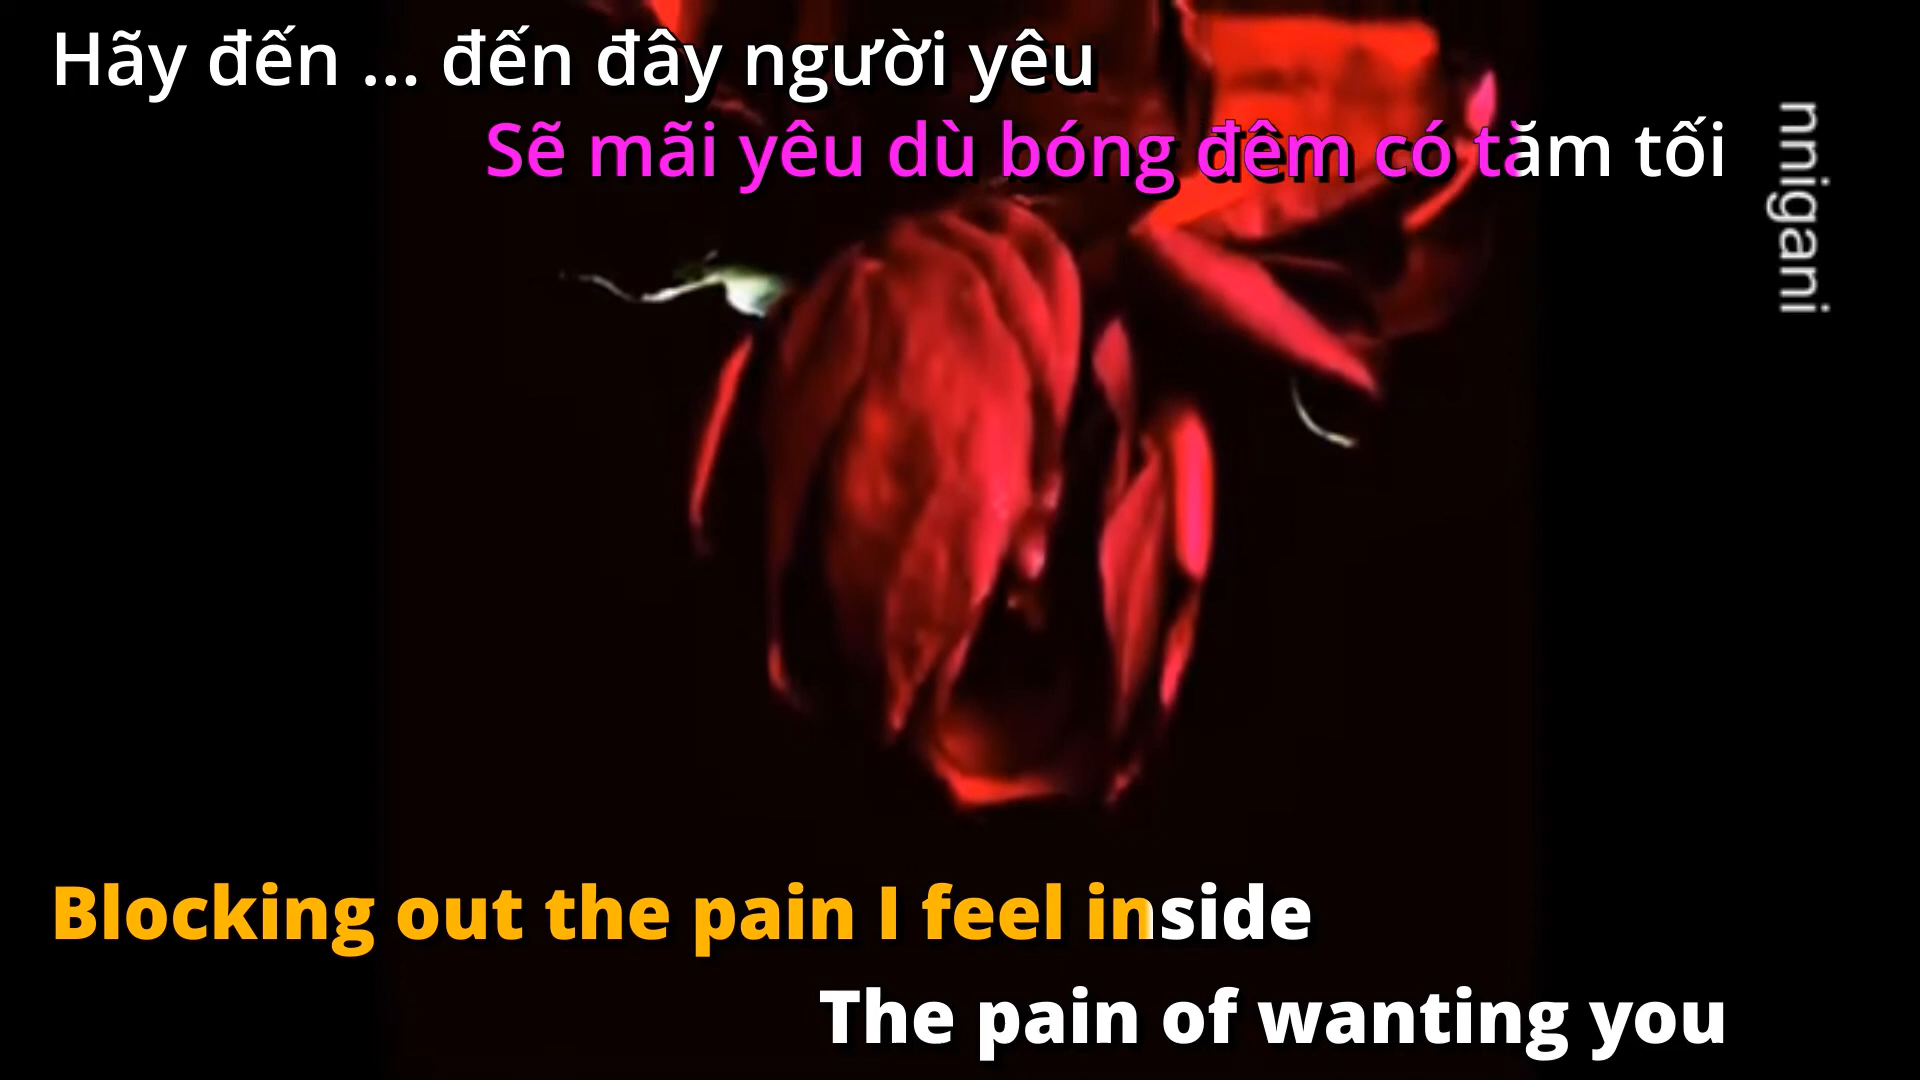 Hãy đến ... đến đây người yêu
Sẽ mãi yêu dù bóng đêm có tăm tối
nnigani
Blocking out the pain I feel inside
The pain of wanting you